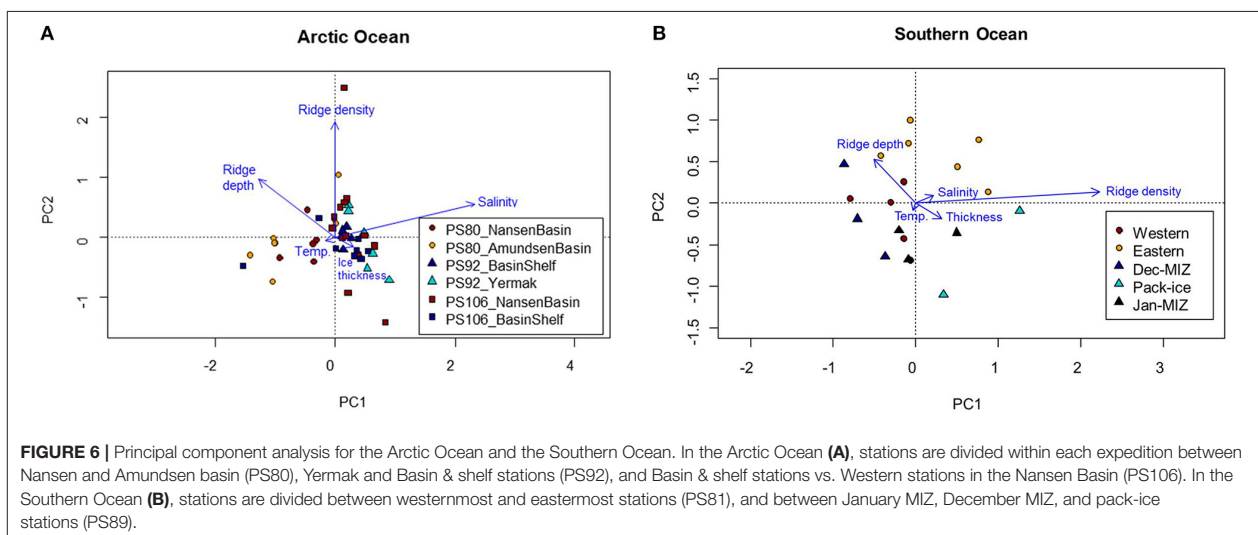 A
Arctic Ocean
PC2
2
1
0
-1
Ridge density
Ridge
depth
Salinity
Temp.
Ice
thickness
PS80_NansenBasin
PS80_AmundsenBasin
PS92_BasinShelf
PS92_Yermak
PS106_NansenBasin
PS106_BasinShelf
-2
0
2
4
PC1
B
Southern Ocean
PC2
1.5
1.0
0.5
0.0
-0.5
-1.0
-1.5
Ridge depth
Salinity
Ridge density
Temp.
Thickness
Western
Eastern
Dec-MIZ
Pack-ice
Jan-MIZ
-2
-1
0
1
2
3
PC1
FIGURE 6 | Principal component analysis for the Arctic Ocean and the Southern Ocean. In the Arctic Ocean (A), stations are divided within each expedition between
Nansen and Amundsen basin (PS80), Yermak and Basin & shelf stations (PS92), and Basin & shelf stations vs. Western stations in the Nansen Basin (PS106). In the
Southern Ocean (B), stations are divided between westernmost and eastermost stations (PS81), and between January MIZ, December MIZ, and pack-ice
stations (PS89).